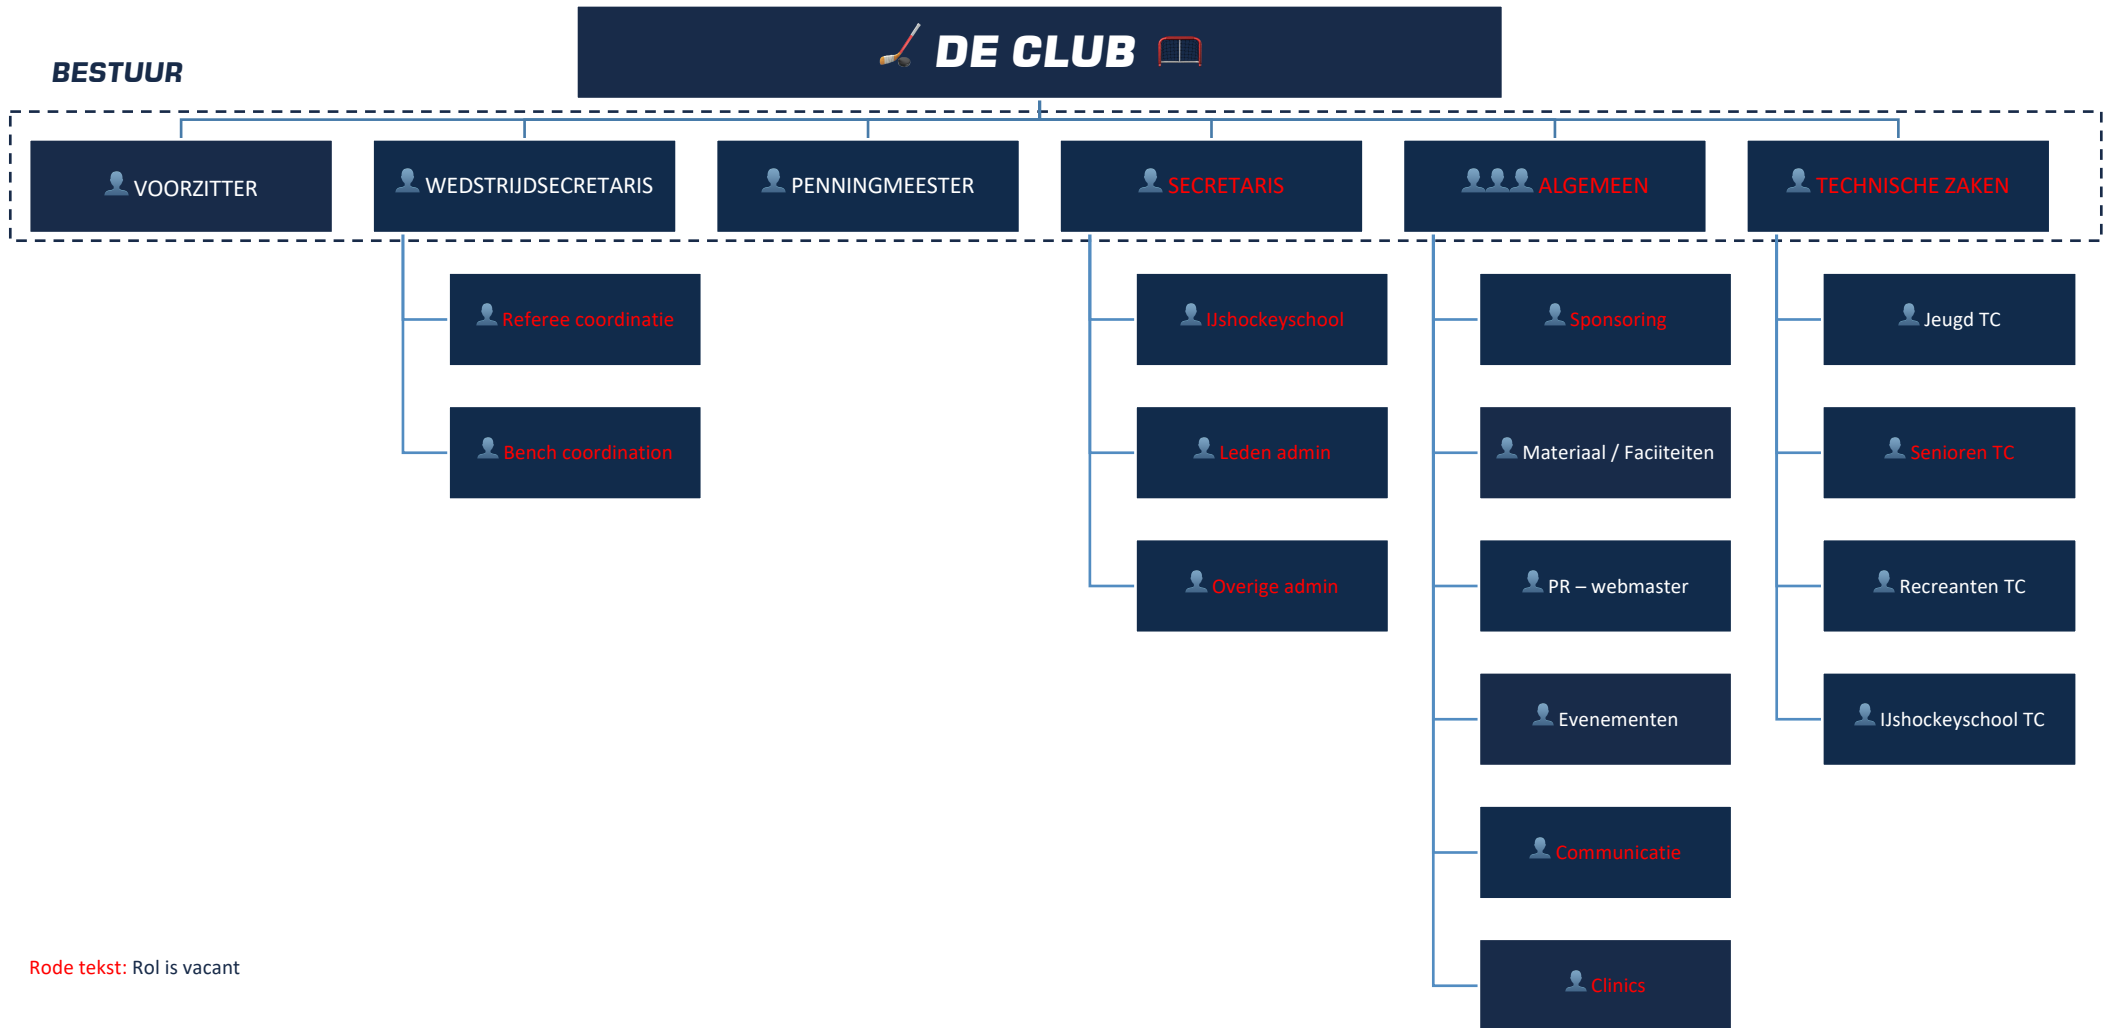 DE CLUB
BESTUUR
VOORZITTER
WEDSTRIJDSECRETARIS
PENNINGMEESTER
SECRETARIS
ALGEMEEN
TECHNISCHE ZAKEN
Referee coordinatie
Bench coordination
IJshockeyschool
Leden admin
Overige admin
Sponsoring
Materiaal / Faciiteiten
PR – webmaster
Evenementen
Communicatie
Clinics
Jeugd TC
Senioren TC
Recreanten TC
IJshockeyschool TC
Rode tekst: Rol is vacant